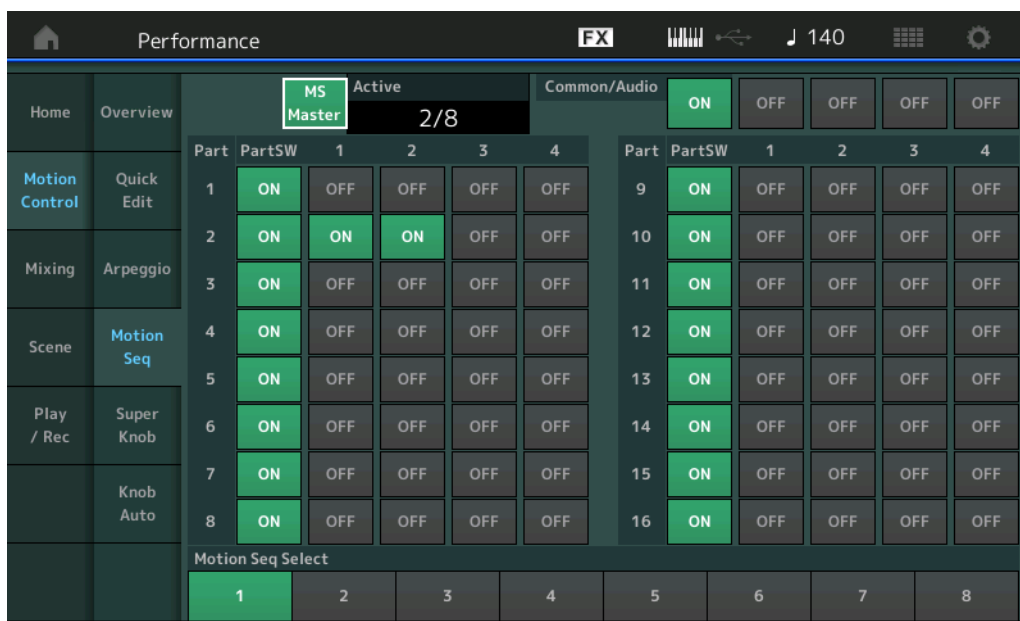 Performance FX 140
MS Master Active 2/8 Common/Audio ON OFF OFF OFF OFF
Home Overview
Motion Control Quick Edit
Mixing Arpeggio
Scene Motion Seq
Play / Rec Super Knob
Knob Auto
Part PartSW 1 2 3 4 Part PartSW 1 2 3 4
1 ON OFF OFF OFF OFF 9 ON OFF OFF OFF OFF
2 ON ON ON OFF OFF 10 ON OFF OFF OFF OFF
3 ON OFF OFF OFF OFF 11 ON OFF OFF OFF OFF
4 ON OFF OFF OFF OFF 12 ON OFF OFF OFF OFF
5 ON OFF OFF OFF OFF 13 ON OFF OFF OFF OFF
6 ON OFF OFF OFF OFF 14 ON OFF OFF OFF OFF
7 ON OFF OFF OFF OFF 15 ON OFF OFF OFF OFF
8 ON OFF OFF OFF OFF 16 ON OFF OFF OFF OFF
Motion Seq Select
1 2 3 4 5 6 7 8